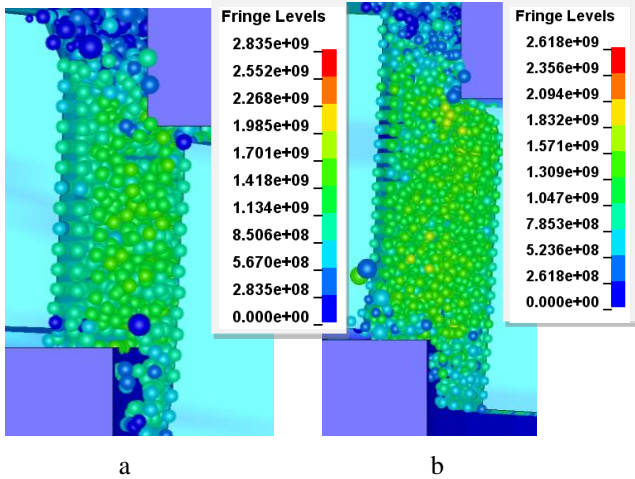 Fringe Levels
2.835e+09
2.552e+09
2.268e+09
1.985e+09
1.701e+09
1.418e+09
1.134e+09
8.506e+08
5.670e+08
2.835e+08
0.000e+00
Fringe Levels
2.618e+09
2.356e+09
2.094e+09
1.832e+09
1.571e+09
1.309e+09
1.047e+09
7.853e+08
5.236e+08
2.618e+08
0.000e+00
a
b